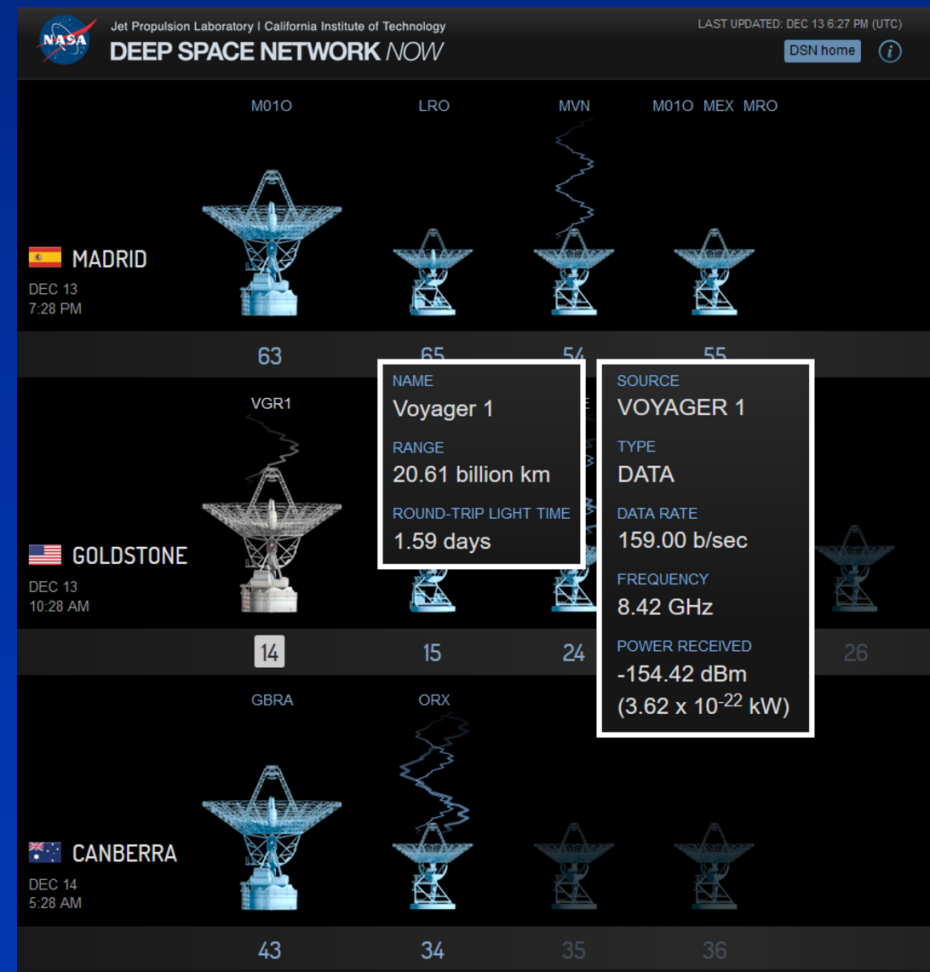 NASA
Jet Propulsion Laboratory | California Institute of Technology
DEEP SPACE NETWORK NOW
LAST UPDATED: DEC 13 6:27 PM (UTC)
DSN home
i
M01O
LRO
MVN
M01O MEX MRO
MADRID
DEC 13
7:28 PM
63
65
54
55
VGR1
GOLDSTONE
DEC 13
10:28 AM
14
15
24
26
NAME
Voyager 1
RANGE
20.61 billion km
ROUND-TRIP LIGHT TIME
1.59 days
SOURCE
VOYAGER 1
TYPE
DATA
DATA RATE
159.00 b/sec
FREQUENCY
8.42 GHz
POWER RECEIVED
-154.42 dBm
(3.62 x 10⁻²² kW)
GBRA
ORX
CANBERRA
DEC 14
5:28 AM
43
34
35
36